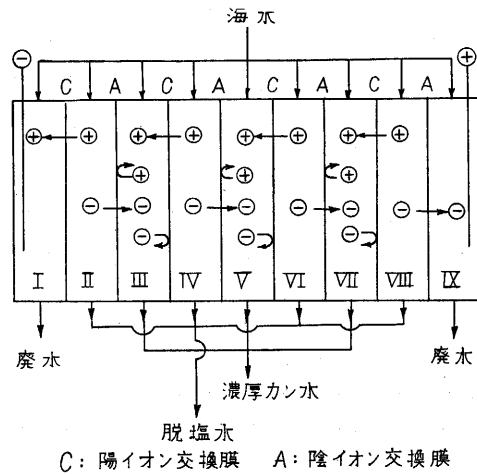 海水
⊖ ⊕
C A C A C A C A
⊕ ⊕ ⊕ ⊕ ⊕ ⊕ ⊕ ⊕
⊕ ⊕ ⊕
⊖ ⊖ ⊖ ⊖ ⊖ ⊖ ⊖ ⊖
⊖ ⊖ ⊖
I II III IV V VI VII VIII IX
廃水 廃水
濃厚カン水
脱塩水
C: 陽イオン交換膜 A: 陰イオン交換膜